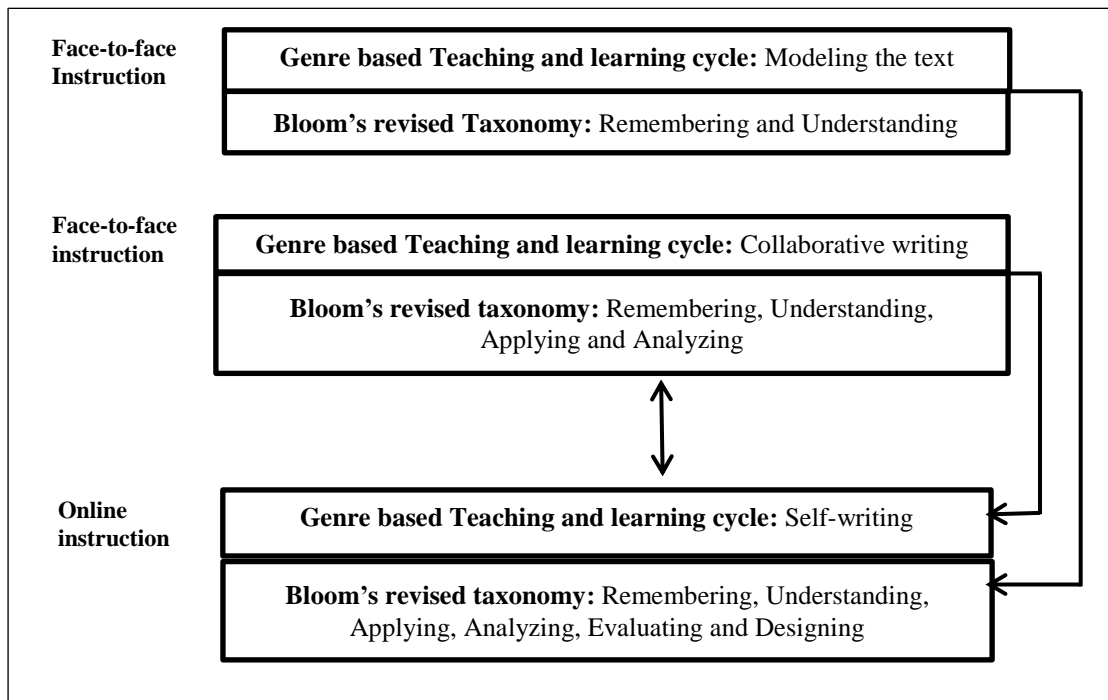 Face-to-face
Instruction
Genre based Teaching and learning cycle: Modeling the text
Bloom’s revised Taxonomy: Remembering and Understanding
Face-to-face
instruction
Genre based Teaching and learning cycle: Collaborative writing
Bloom’s revised taxonomy: Remembering, Understanding,
Applying and Analyzing
Online
instruction
Genre based Teaching and learning cycle: Self-writing
Bloom’s revised taxonomy: Remembering, Understanding,
Applying, Analyzing, Evaluating and Designing